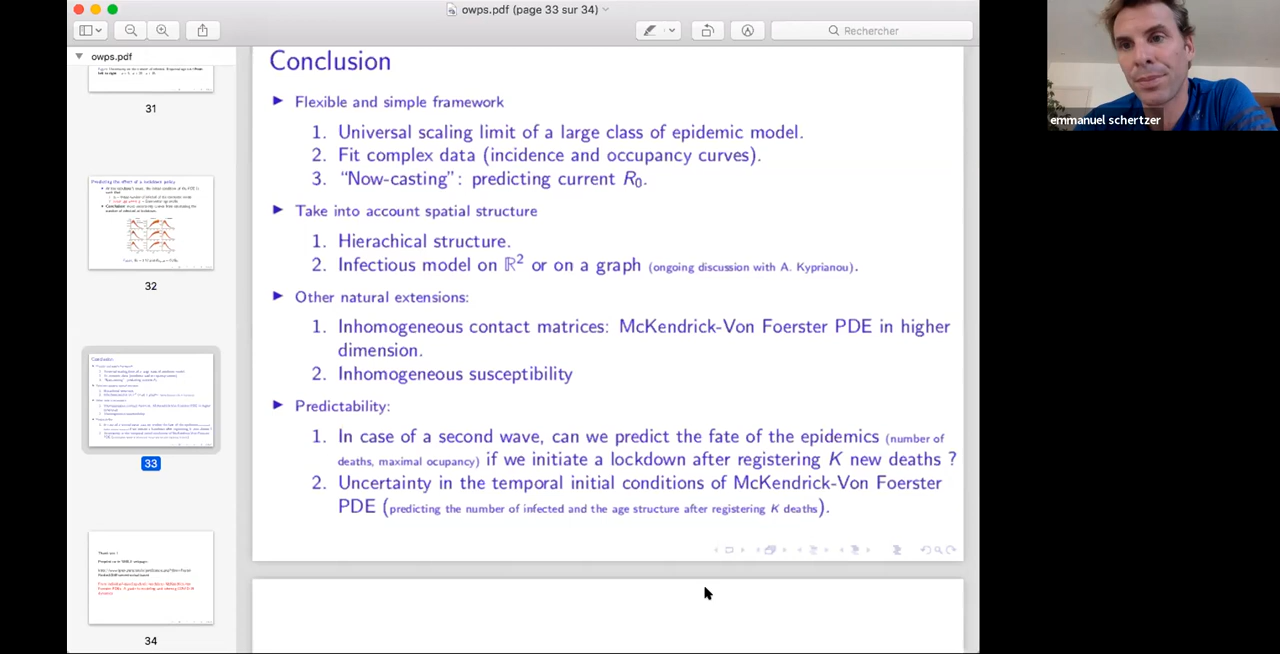 owps.pdf (page 33 sur 34)
Rechercher
owps.pdf
31
32
33
34
Conclusion
Flexible and simple framework
1. Universal scaling limit of a large class of epidemic model.
2. Fit complex data (incidence and occupancy curves).
3. “Now-casting”: predicting current R0.
Take into account spatial structure
1. Hierachical structure.
2. Infectious model on ℝ² or on a graph (ongoing discussion with A. Kyprianou).
Other natural extensions:
1. Inhomogeneous contact matrices: McKendrick-Von Foerster PDE in higher
dimension.
2. Inhomogeneous susceptibility
Predictability:
1. In case of a second wave, can we predict the fate of the epidemics (number of
deaths, maximal ocupancy) if we initiate a lockdown after registering K new deaths ?
2. Uncertainty in the temporal initial conditions of McKendrick-Von Foerster
PDE (predicting the number of infected and the age structure after registering K deaths).
emmanuel schertzer